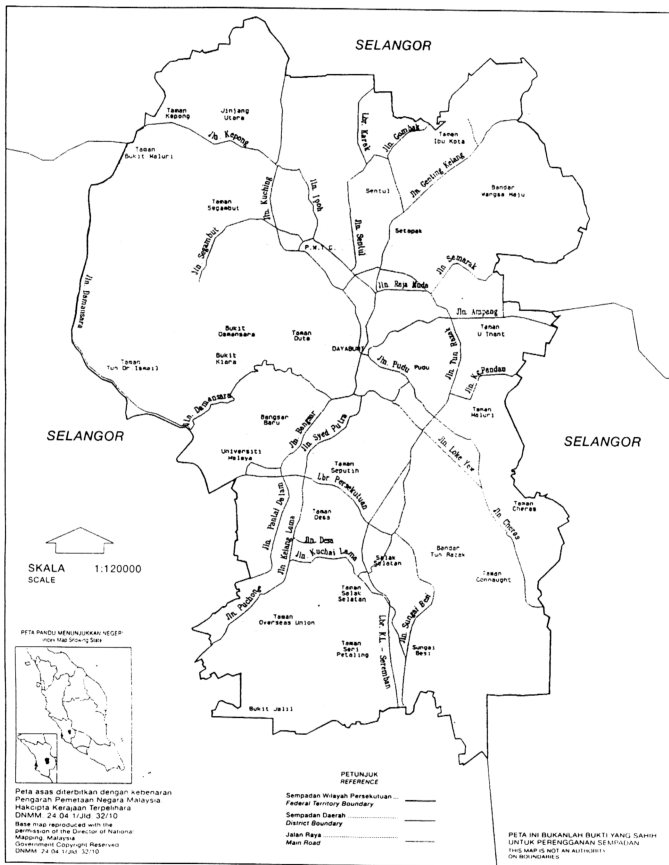 SELANGOR
Taman
Kepong
Jinjang
Utara
Jln. Kepong
Taman
Bukit Maluri
Lbr. Karak
Jln. Gombak
Taman
Ibu Kota
Jln. Genting Kelang
Bandar
Wangsa Maju
Sentul
Taman
Segambut
Jln. Kuching
Jln. Ipoh
Jln. Sentul
Setapak
Jln. Segambut
P.W.T.C.
Jln. Semarak
Jln. Raja Muda
Jln. Damansara
Jln. Ampang
Taman
U Thant
Bukit
Damansara
Taman
Duta
DAYABUMI
Jln. Tun Razak
Bukit
Kiara
Taman
Tun Dr. Ismail
Jln. Pudu
Pudu
Jln. Kg. Pandan
Jln. Damansara
Taman
Maluri
Bangsar
Baru
Jln. Bangsar
Jln. Syed Putra
SELANGOR
SELANGOR
Universiti
Malaya
Jln. Loke Yew
Taman
Seputih
Lbr. Persekutuan
Jln. Pantai Dalam
Taman
Desa
Taman
Cheras
Jln. Cheras
Jln. Kelang Lama
Jln. Desa
Jln. Kuchai Lama
Salak
Selatan
Bandar
Tun Razak
Taman
Connaught
SKALA 1:120000
SCALE
Jln. Puchong
Taman
Salak
Selatan
Jln. Sungai Besi
Taman
Overseas Union
Lbr. KL - Seremban
Taman
Seri
Petaling
Sungai
Besi
Bukit Jalil
PETA PANDU MENUNJUKKAN NEGERI
Index Map Showing State
Peta asas diterbitkan dengan kebenaran
Pengarah Pemetaan Negara Malaysia.
Hakcipta Kerajaan Terpelihara
DNMM. 24.04.1/Jld. 32/10
Base map reproduced with the
permission of the Director of National
Mapping, Malaysia
Government Copyright Reserved
DNMM. 24.04.1/Jld. 32/10
PETUNJUK
REFERENCE
Sempadan Wilayah Persekutuan ...
Federal Territory Boundary
Sempadan Daerah
District Boundary
Jalan Raya
Main Road
PETA INI BUKANLAH BUKTI YANG SAHIH
UNTUK PERENGGANAN SEMPADAN
THIS MAP IS NOT AN AUTHORITY
ON BOUNDARIES